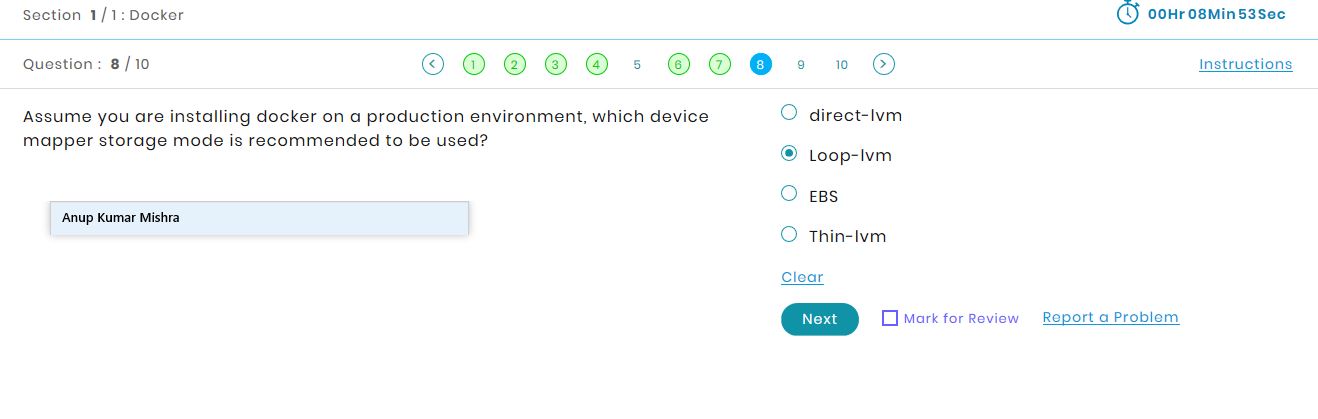 Section 1 / 1 : Docker
00Hr 08Min 53Sec
Question : 8 / 10
1 2 3 4 5 6 7 8 9 10
Instructions
Assume you are installing docker on a production environment, which device
mapper storage mode is recommended to be used?
Anup Kumar Mishra
direct-lvm
Loop-lvm
EBS
Thin-lvm
Clear
Next
Mark for Review
Report a Problem